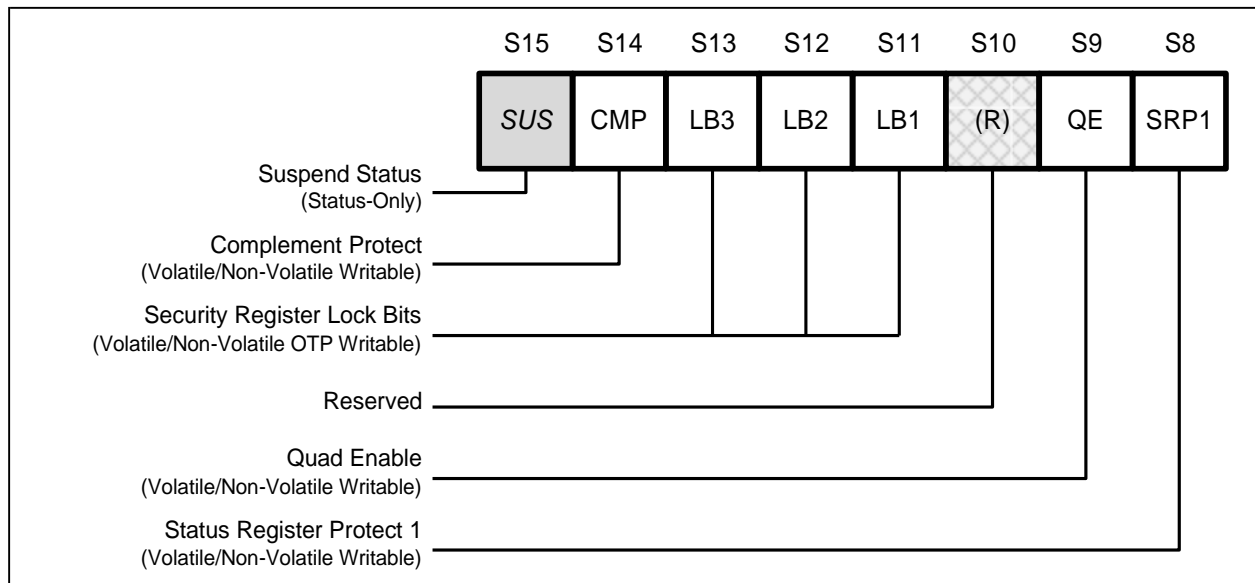 S15 S14 S13 S12 S11 S10 S9 S8
SUS CMP LB3 LB2 LB1 (R) QE SRP1
Suspend Status
(Status-Only)
Complement Protect
(Volatile/Non-Volatile Writable)
Security Register Lock Bits
(Volatile/Non-Volatile OTP Writable)
Reserved
Quad Enable
(Volatile/Non-Volatile Writable)
Status Register Protect 1
(Volatile/Non-Volatile Writable)